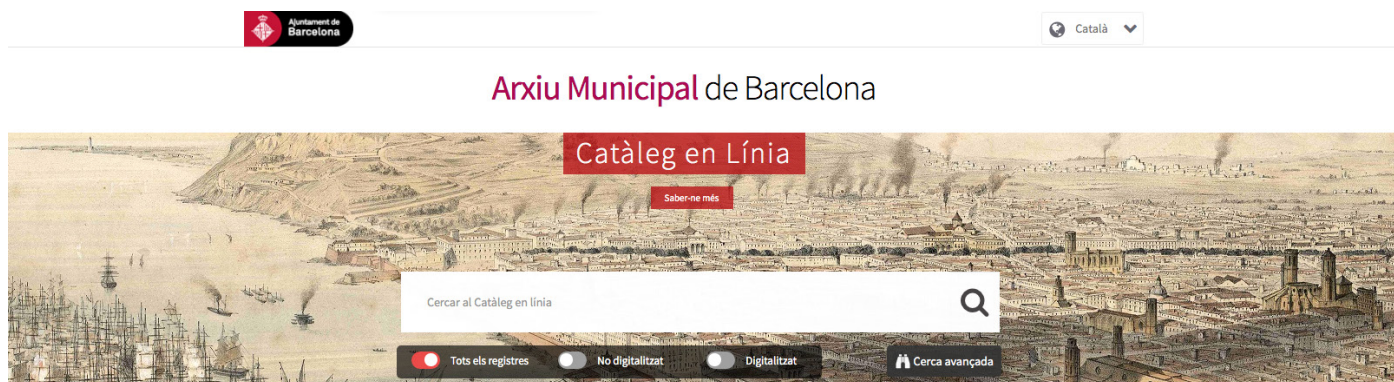 Ajuntament de
Barcelona
Català
Arxiu Municipal de Barcelona
Catàleg en Línia
Saber-ne més
Cercar al Catàleg en línia
Tots els registres No digitalitzat Digitalitzat Cerca avançada